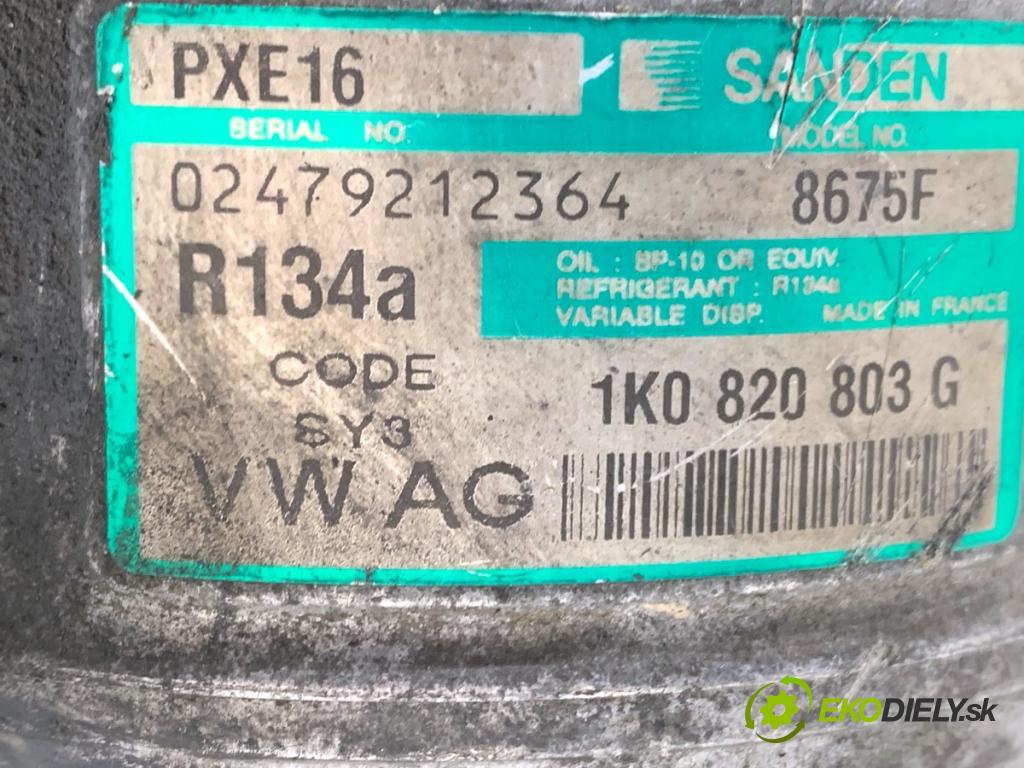 PXE16 SANDEN
SERIAL NO. MODEL NO.
02479212364 8675F
R134a
OIL : SP-10 OR EQUIV.
REFRIGERANT : R134a
VARIABLE DISP. MADE IN FRANCE
CODE
SY3
1K0 820 803 G
VW AG
EKODIELY.sk